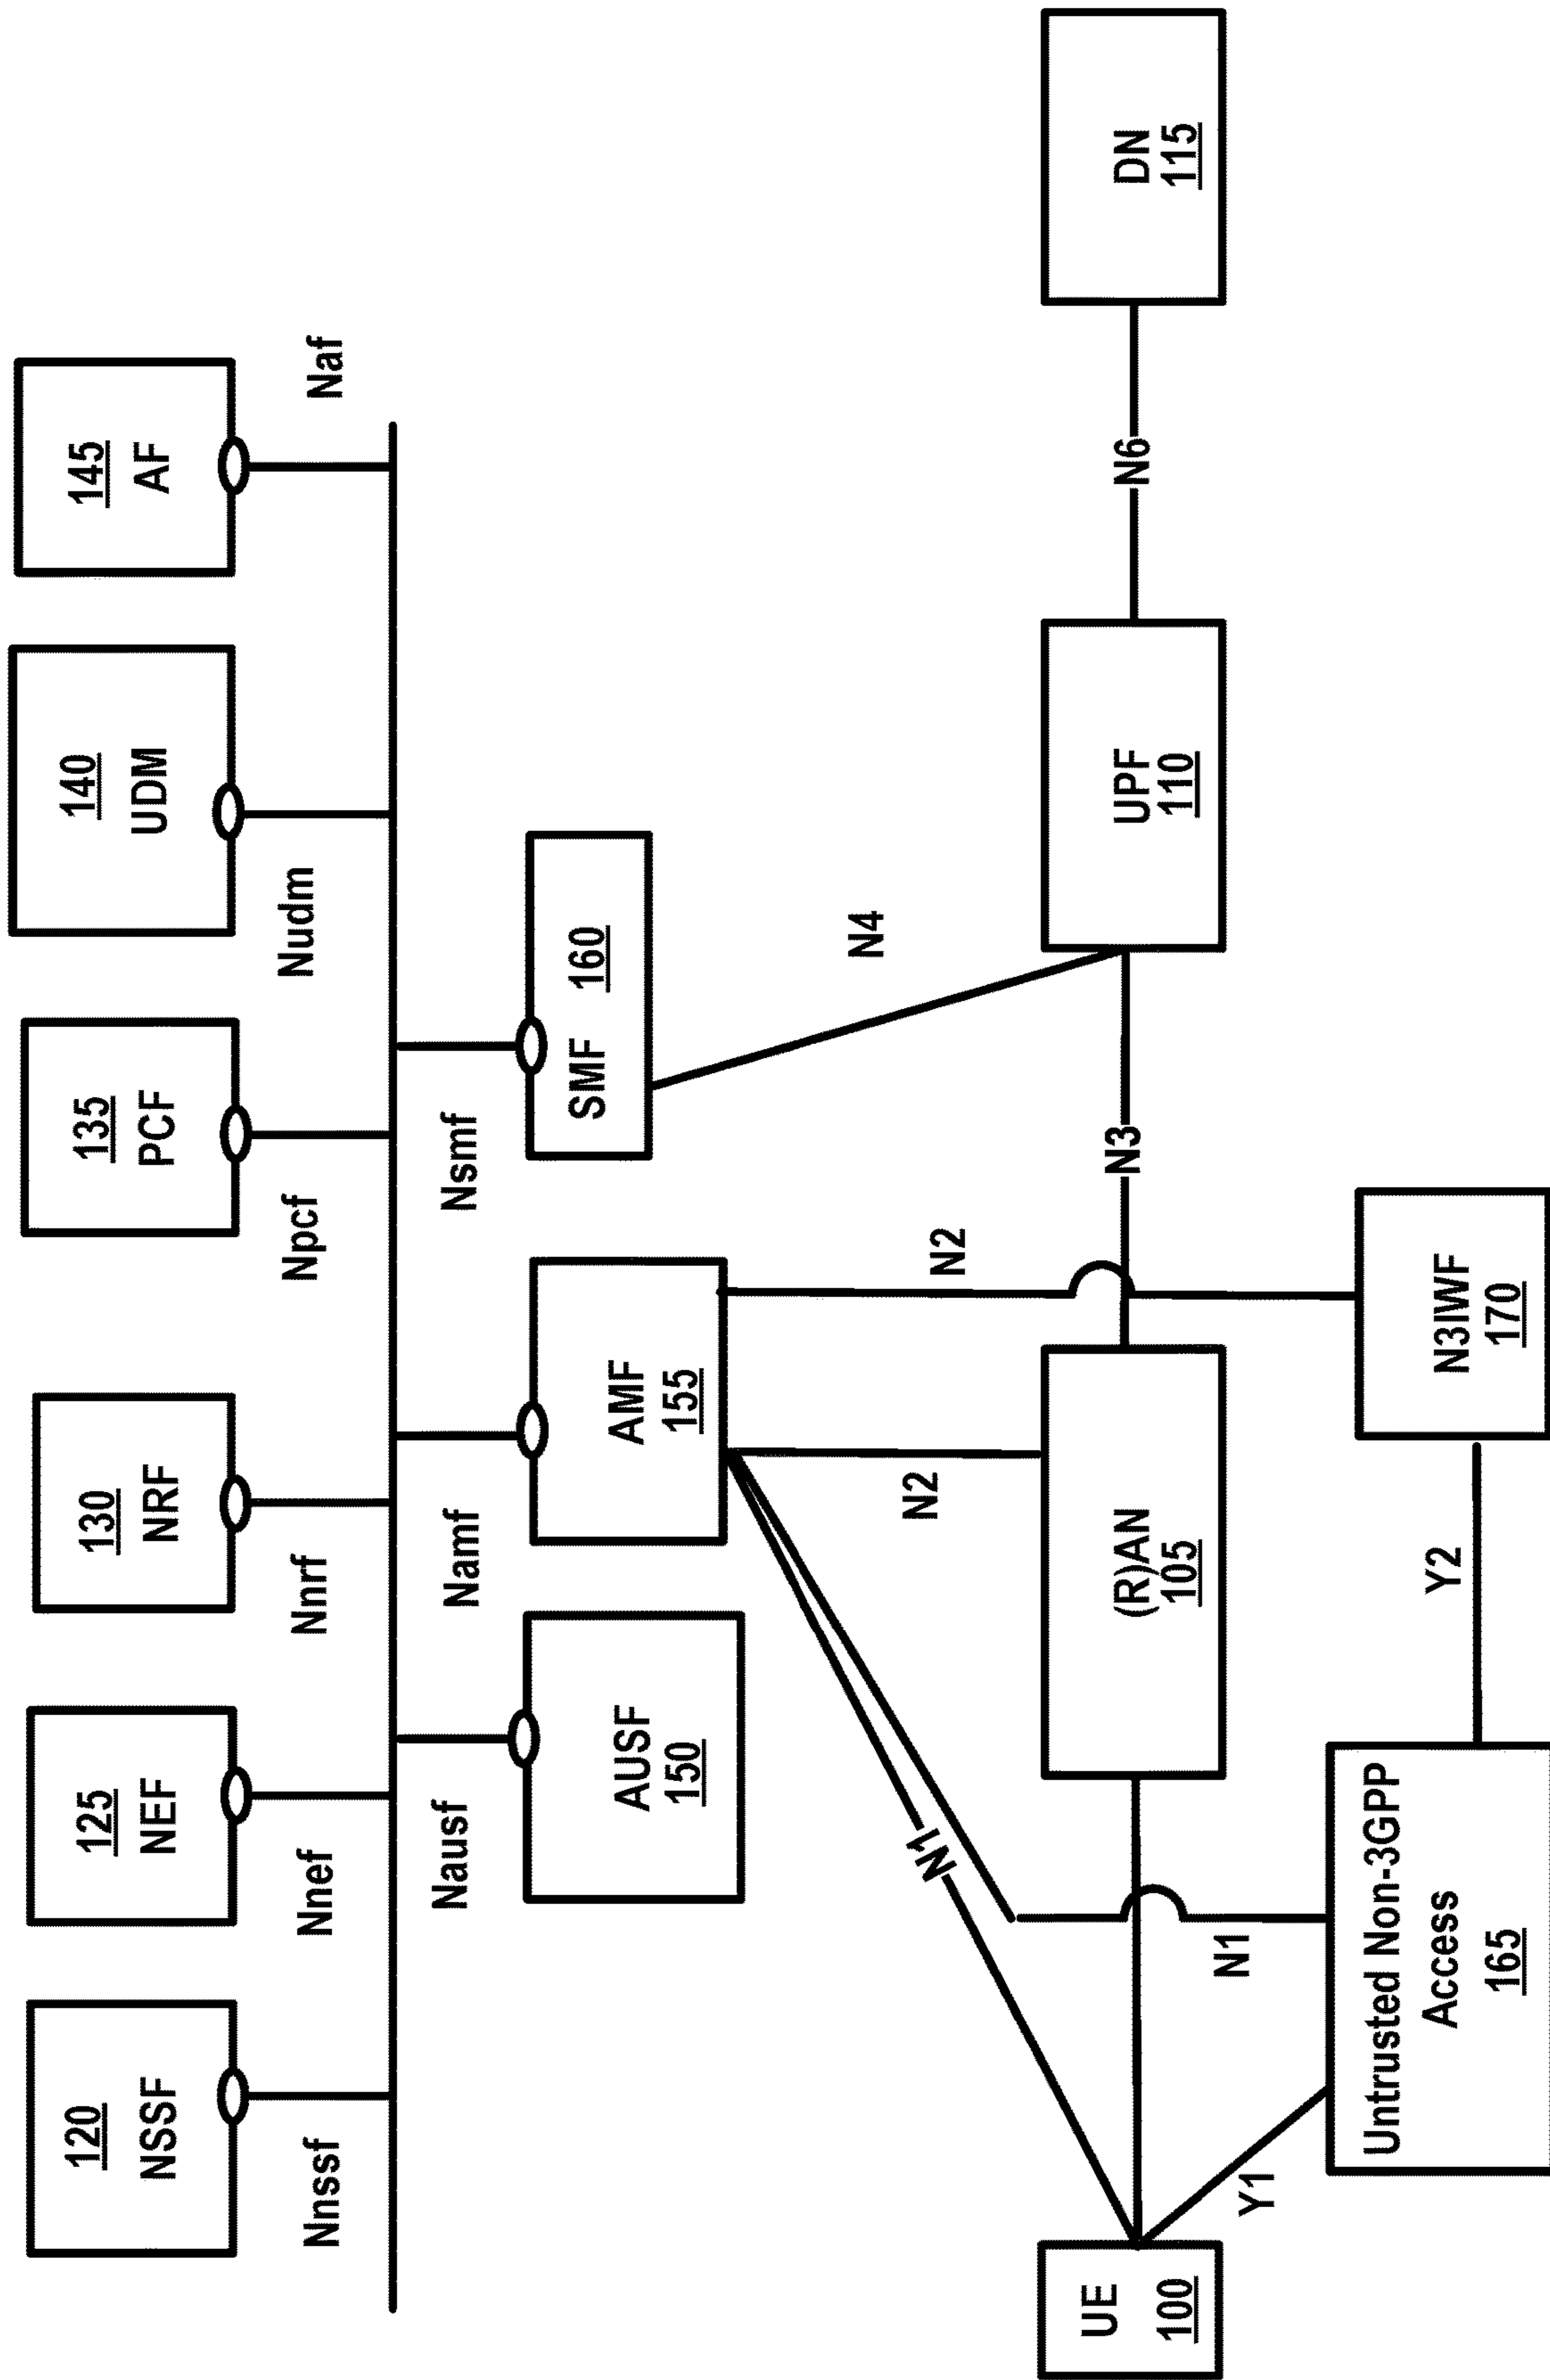 120
NSSF
125
NEF
130
NRF
135
PCF
140
UDM
145
AF
Nnssf
Nnef
Nnrf
Npcf
Nudm
Naf
Nausf
Namf
Nsmf
AUSF
150
AMF
155
SMF 160
N1
N2
N2
N4
UE
100
(R)AN
105
N3
UPF
110
N6
DN
115
Y1
N1
Untrusted Non-3GPP
Access
165
Y2
N3IWF
170